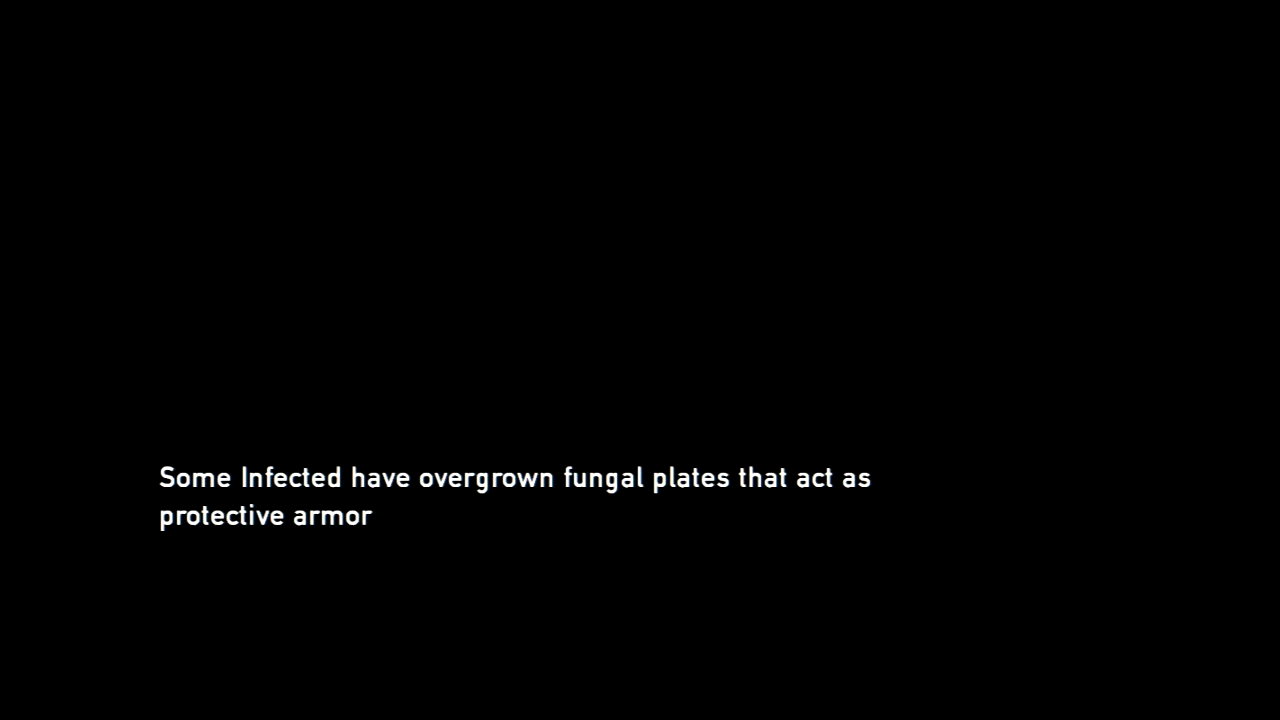 Some Infected have overgrown fungal plates that act as
protective armor